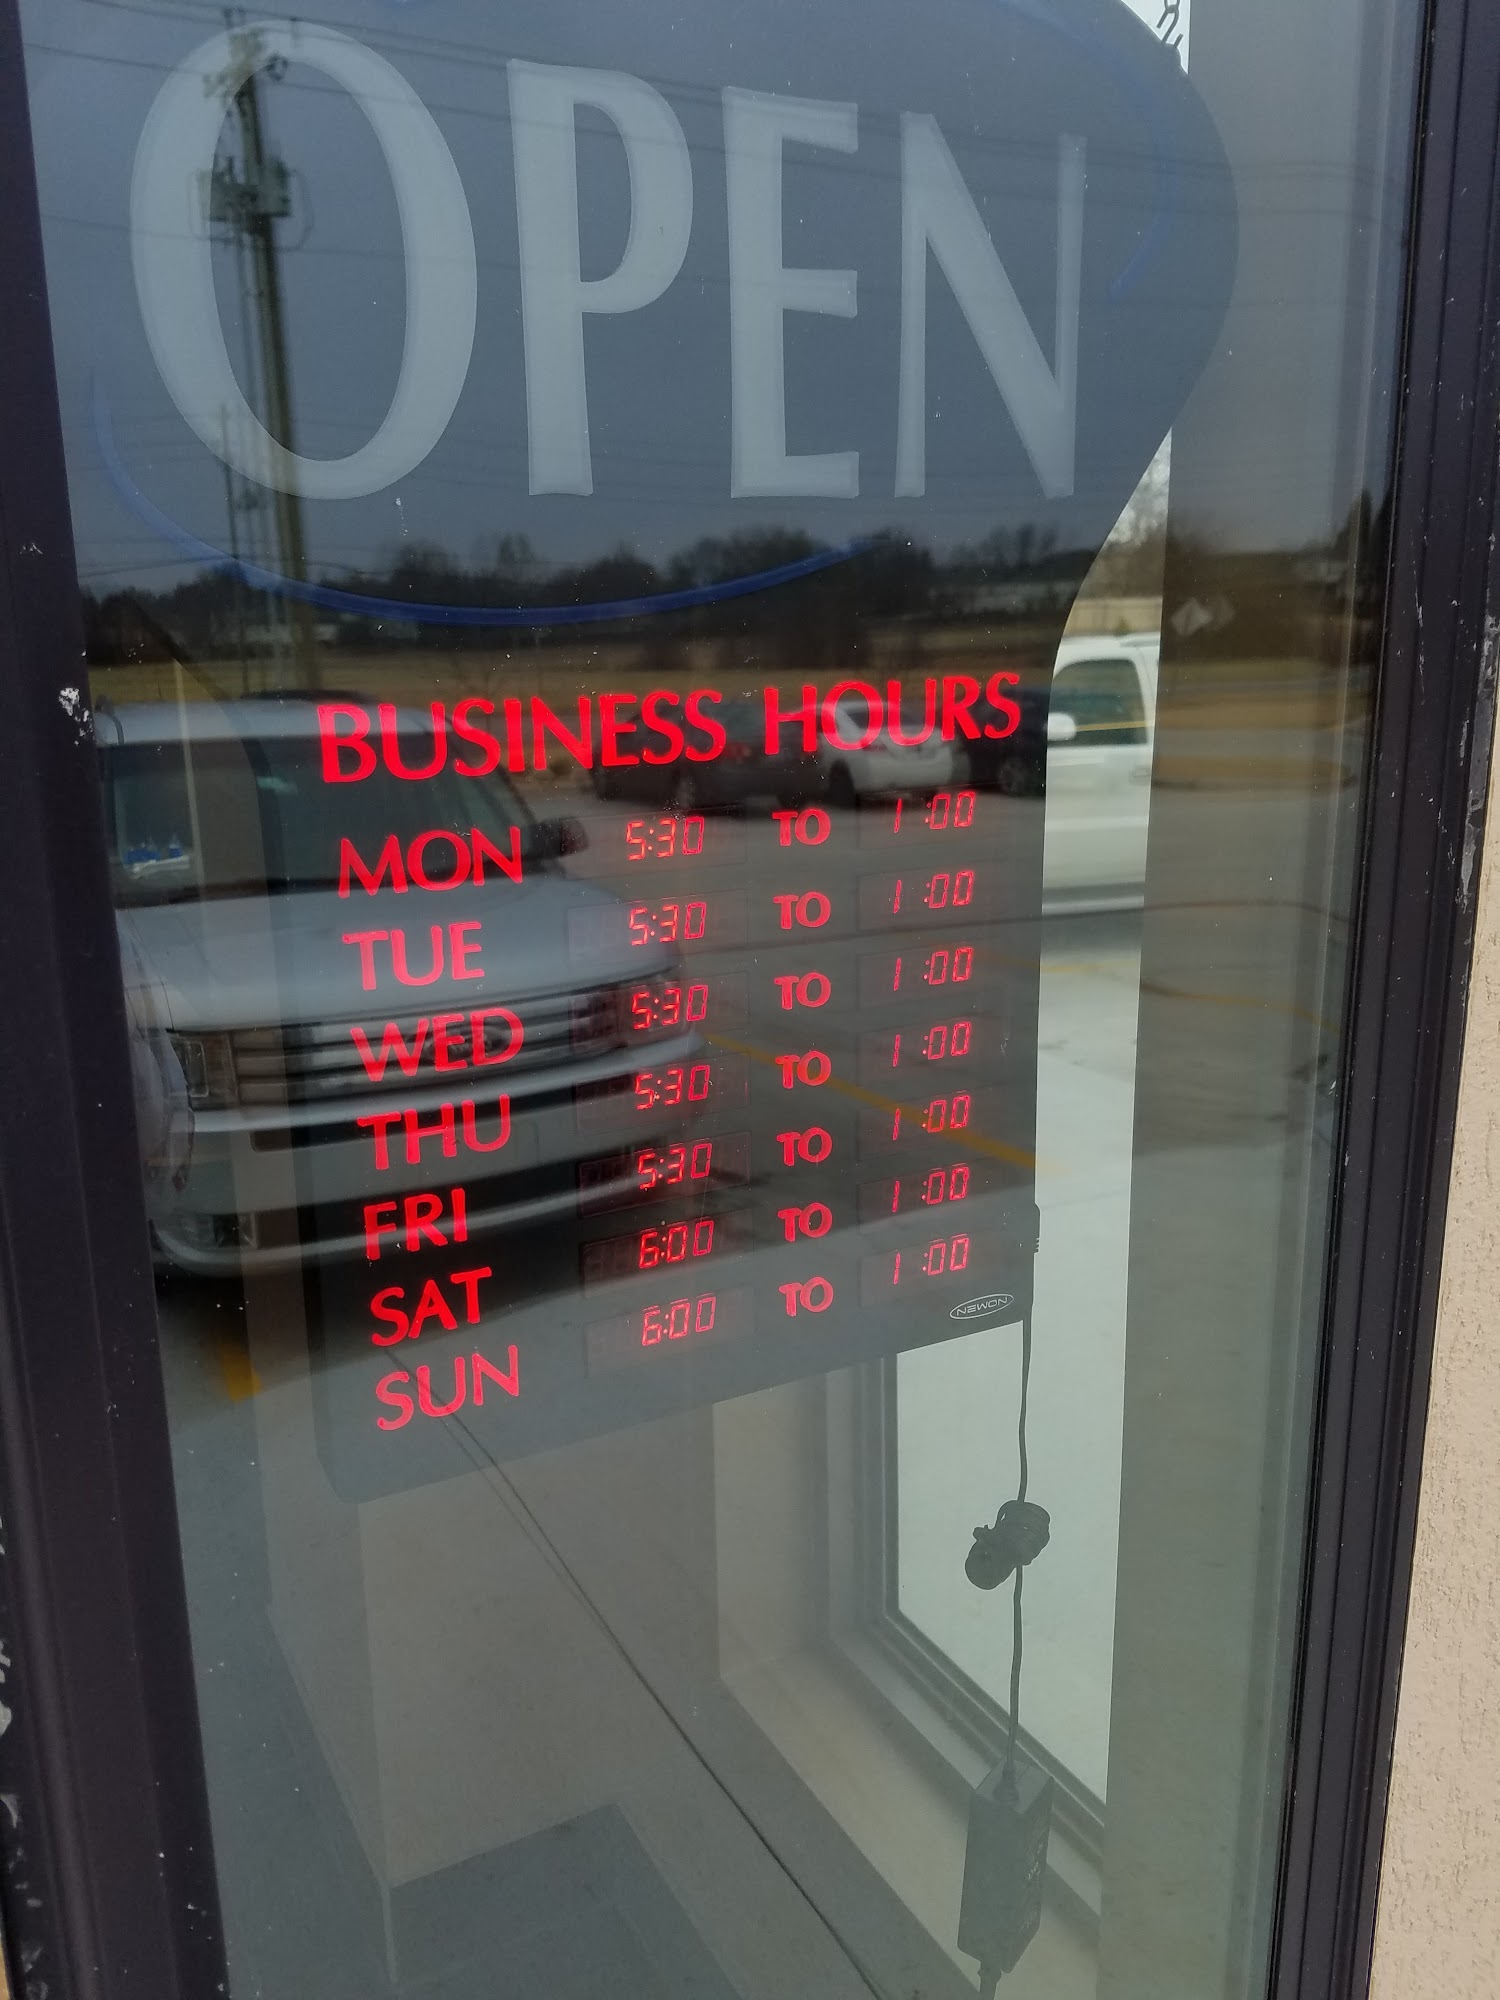 OPEN
BUSINESS HOURS
MON 5:30 TO 1:00
TUE 5:30 TO 1:00
WED 5:30 TO 1:00
THU 5:30 TO 1:00
FRI 5:30 TO 1:00
SAT 6:00 TO 1:00
SUN 6:00 TO 1:00
NEWON